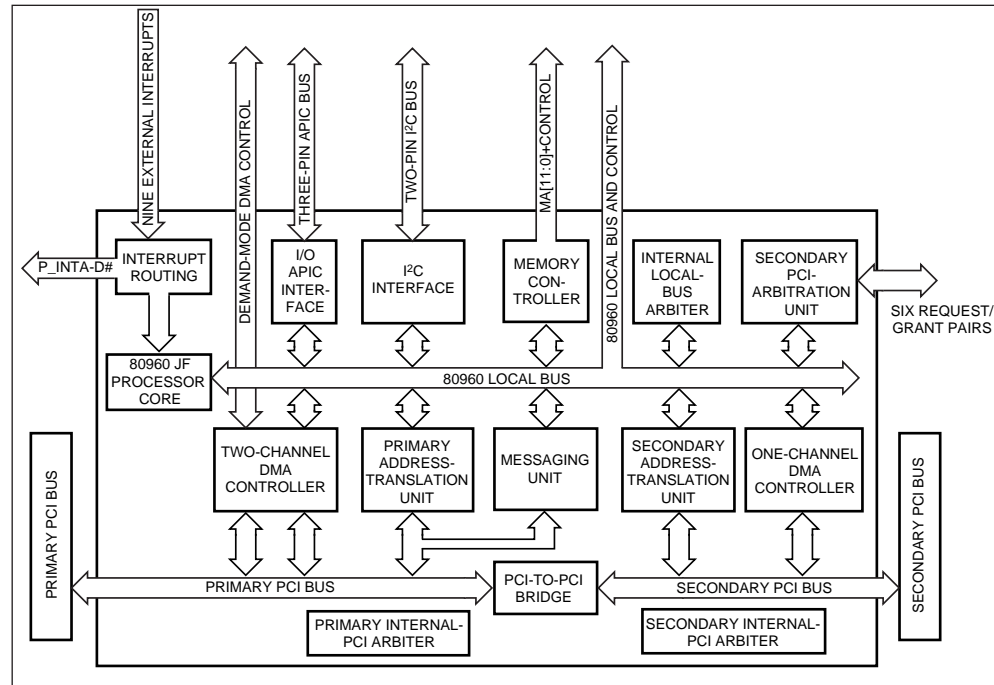 NINE EXTERNAL INTERRUPTS
DEMAND-MODE DMA CONTROL
THREE-PIN APIC BUS
TWO-PIN I²C BUS
MA[11:0]+CONTROL
80960 LOCAL BUS AND CONTROL
P_INTA-D#
INTERRUPT
ROUTING
I/O
APIC
INTER-
FACE
I²C
INTERFACE
MEMORY
CON-
TROLLER
INTERNAL
LOCAL-
BUS
ARBITER
SECONDARY
PCI-
ARBITRATION
UNIT
SIX REQUEST/
GRANT PAIRS
80960 JF
PROCESSOR
CORE
80960 LOCAL BUS
TWO-CHANNEL
DMA
CONTROLLER
PRIMARY
ADDRESS-
TRANSLATION
UNIT
MESSAGING
UNIT
SECONDARY
ADDRESS-
TRANSLATION
UNIT
ONE-CHANNEL
DMA
CONTROLLER
PRIMARY PCI BUS
SECONDARY PCI BUS
PRIMARY PCI BUS
PCI-TO-PCI
BRIDGE
SECONDARY PCI BUS
PRIMARY INTERNAL-
PCI ARBITER
SECONDARY INTERNAL-
PCI ARBITER